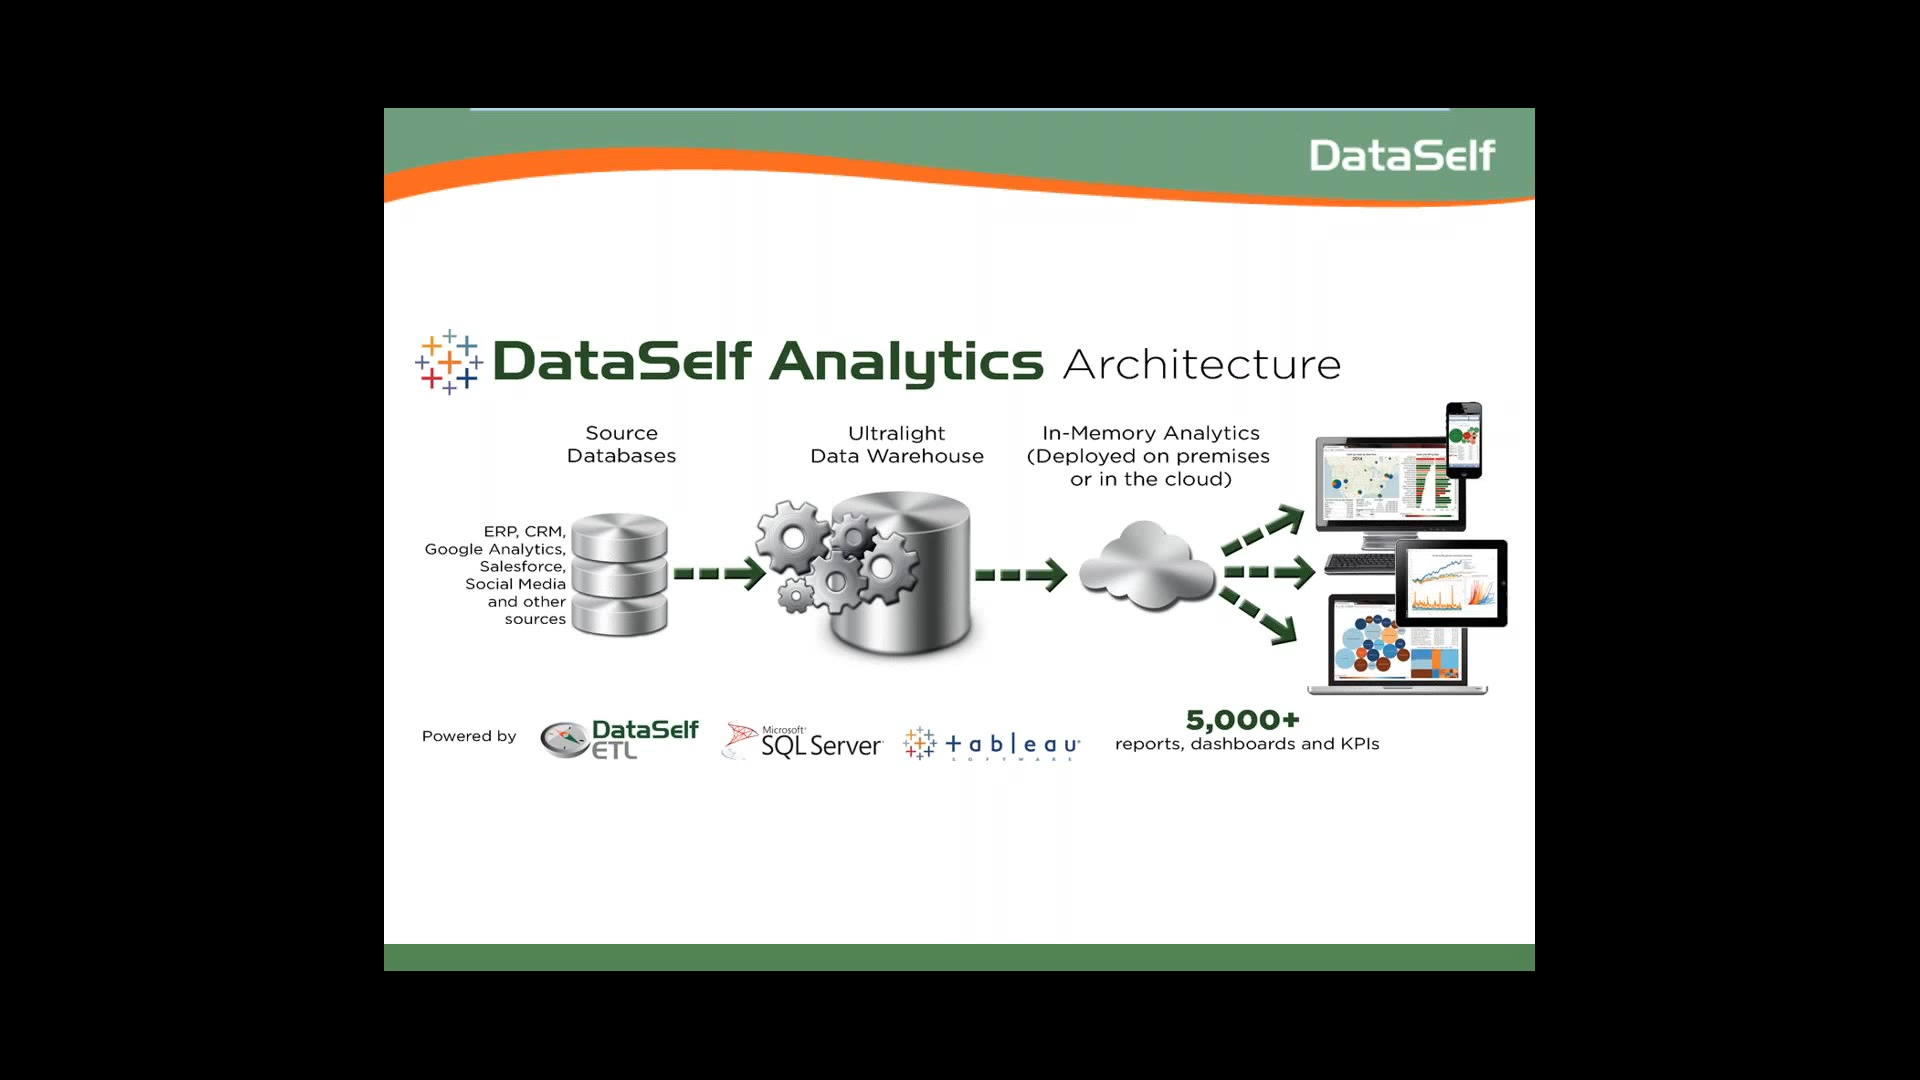 DataSelf
DataSelf Analytics Architecture
Source
Databases
Ultralight
Data Warehouse
In-Memory Analytics
(Deployed on premises
or in the cloud)
ERP, CRM,
Google Analytics,
Salesforce,
Social Media
and other
sources
Powered by
DataSelf
ETL
Microsoft®
SQL Server®
+ a b l e a u®
S O F T W A R E
5,000+
reports, dashboards and KPIs